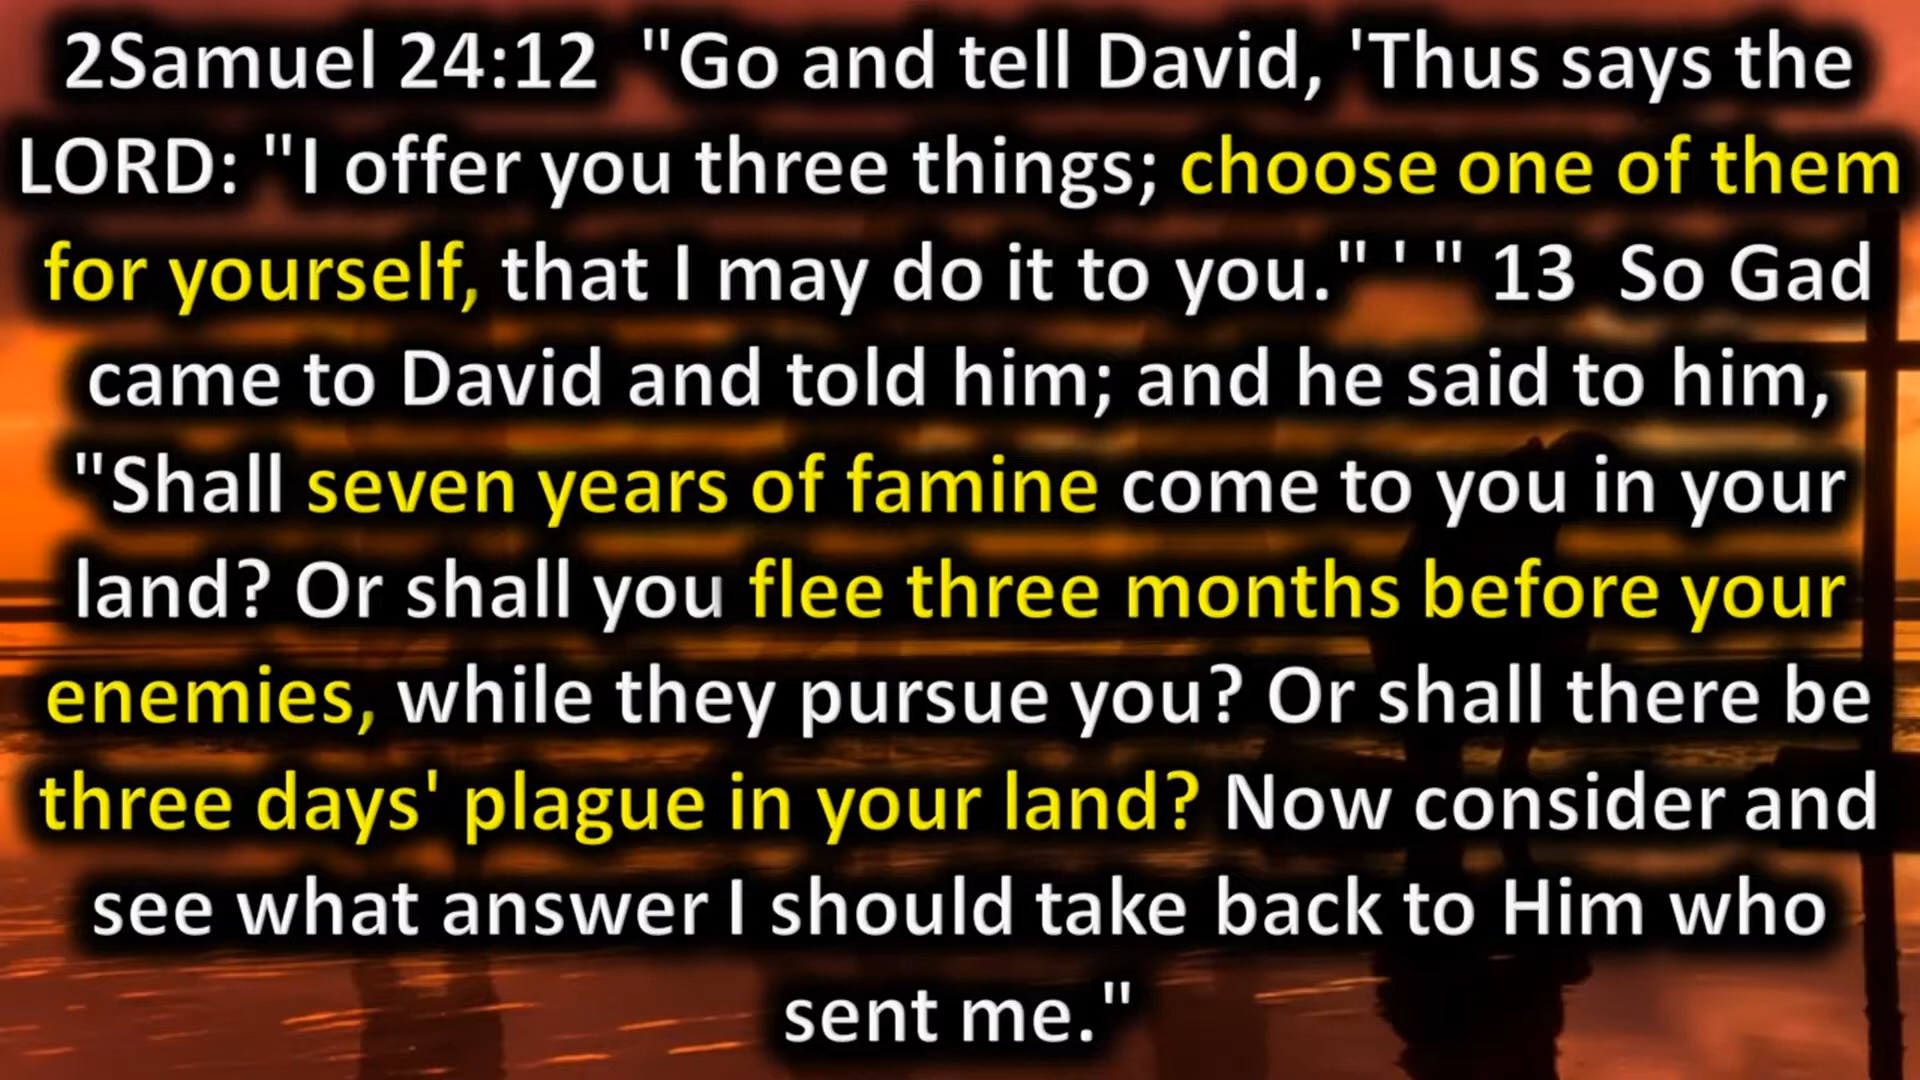 2Samuel 24:12  "Go and tell David, 'Thus says the
LORD: "I offer you three things; choose one of them
for yourself, that I may do it to you." ' " 13  So Gad
came to David and told him; and he said to him,
"Shall seven years of famine come to you in your
land? Or shall you flee three months before your
enemies, while they pursue you? Or shall there be
three days' plague in your land? Now consider and
see what answer I should take back to Him who
sent me."